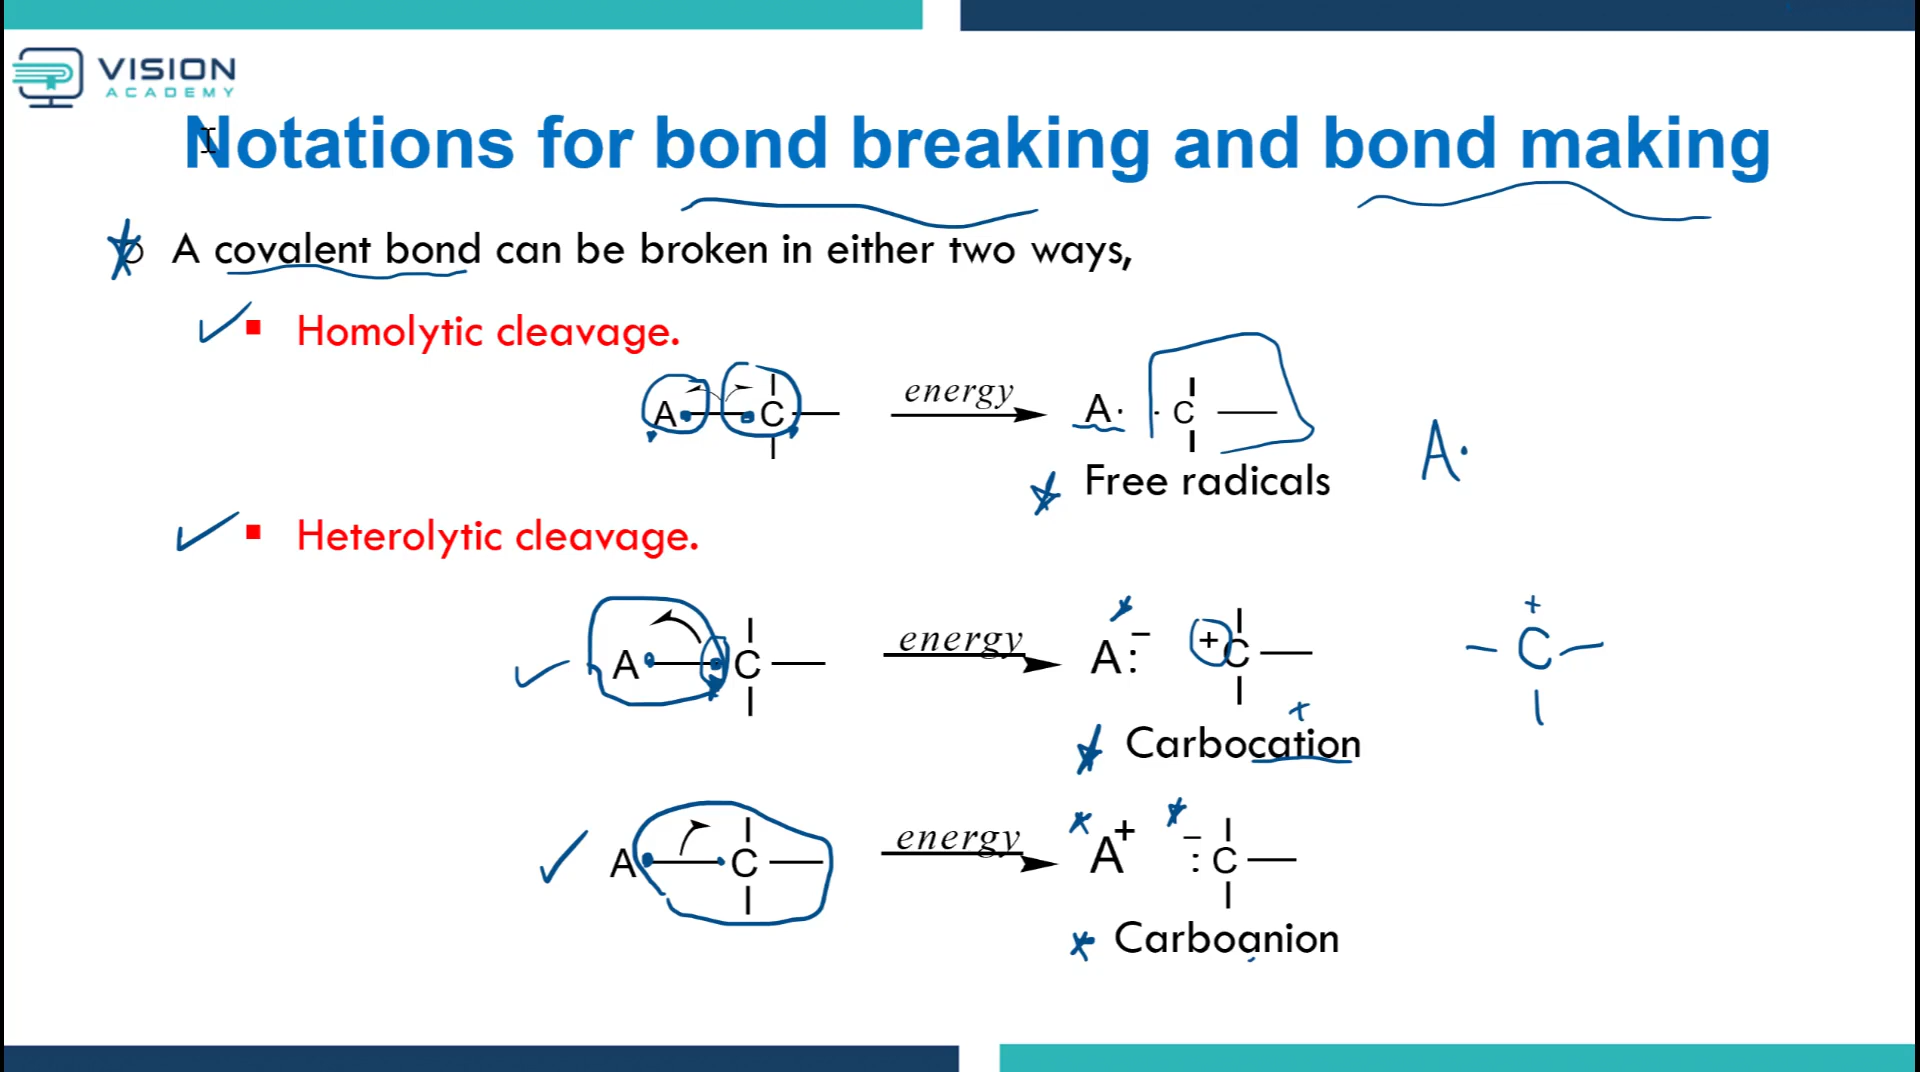 VISION
ACADEMY
Notations for bond breaking and bond making
A covalent bond can be broken in either two ways,
Homolytic cleavage.
A C energy A· ·C
Free radicals
A·
Heterolytic cleavage.
A C energy A:⁻ +C
+
C
+
Carbocation
A C energy A+ ⁻:C
Carboanion